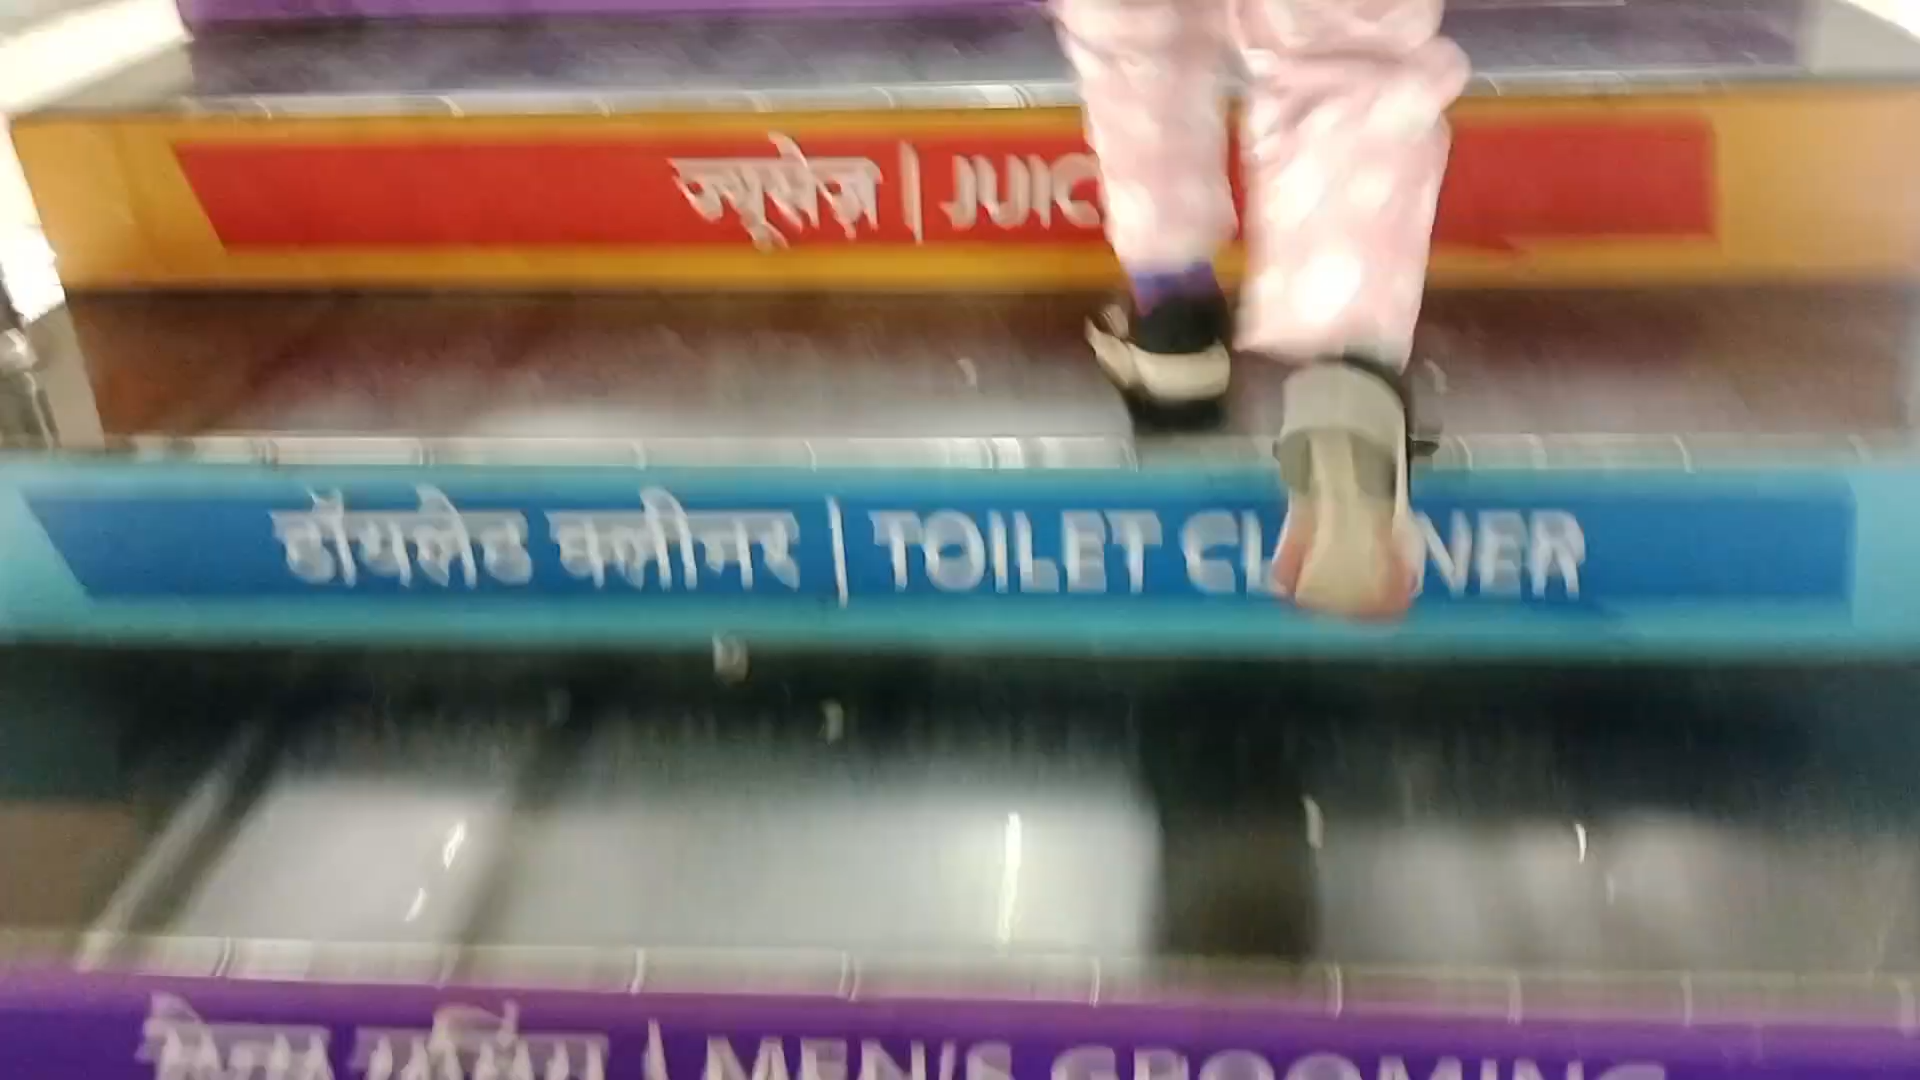 ज्यूसेज़ | JUIC
टॉयलेट क्लीनर | TOILET CL NER
मेन्स ग्रूमिंग | MEN'S GROOMING